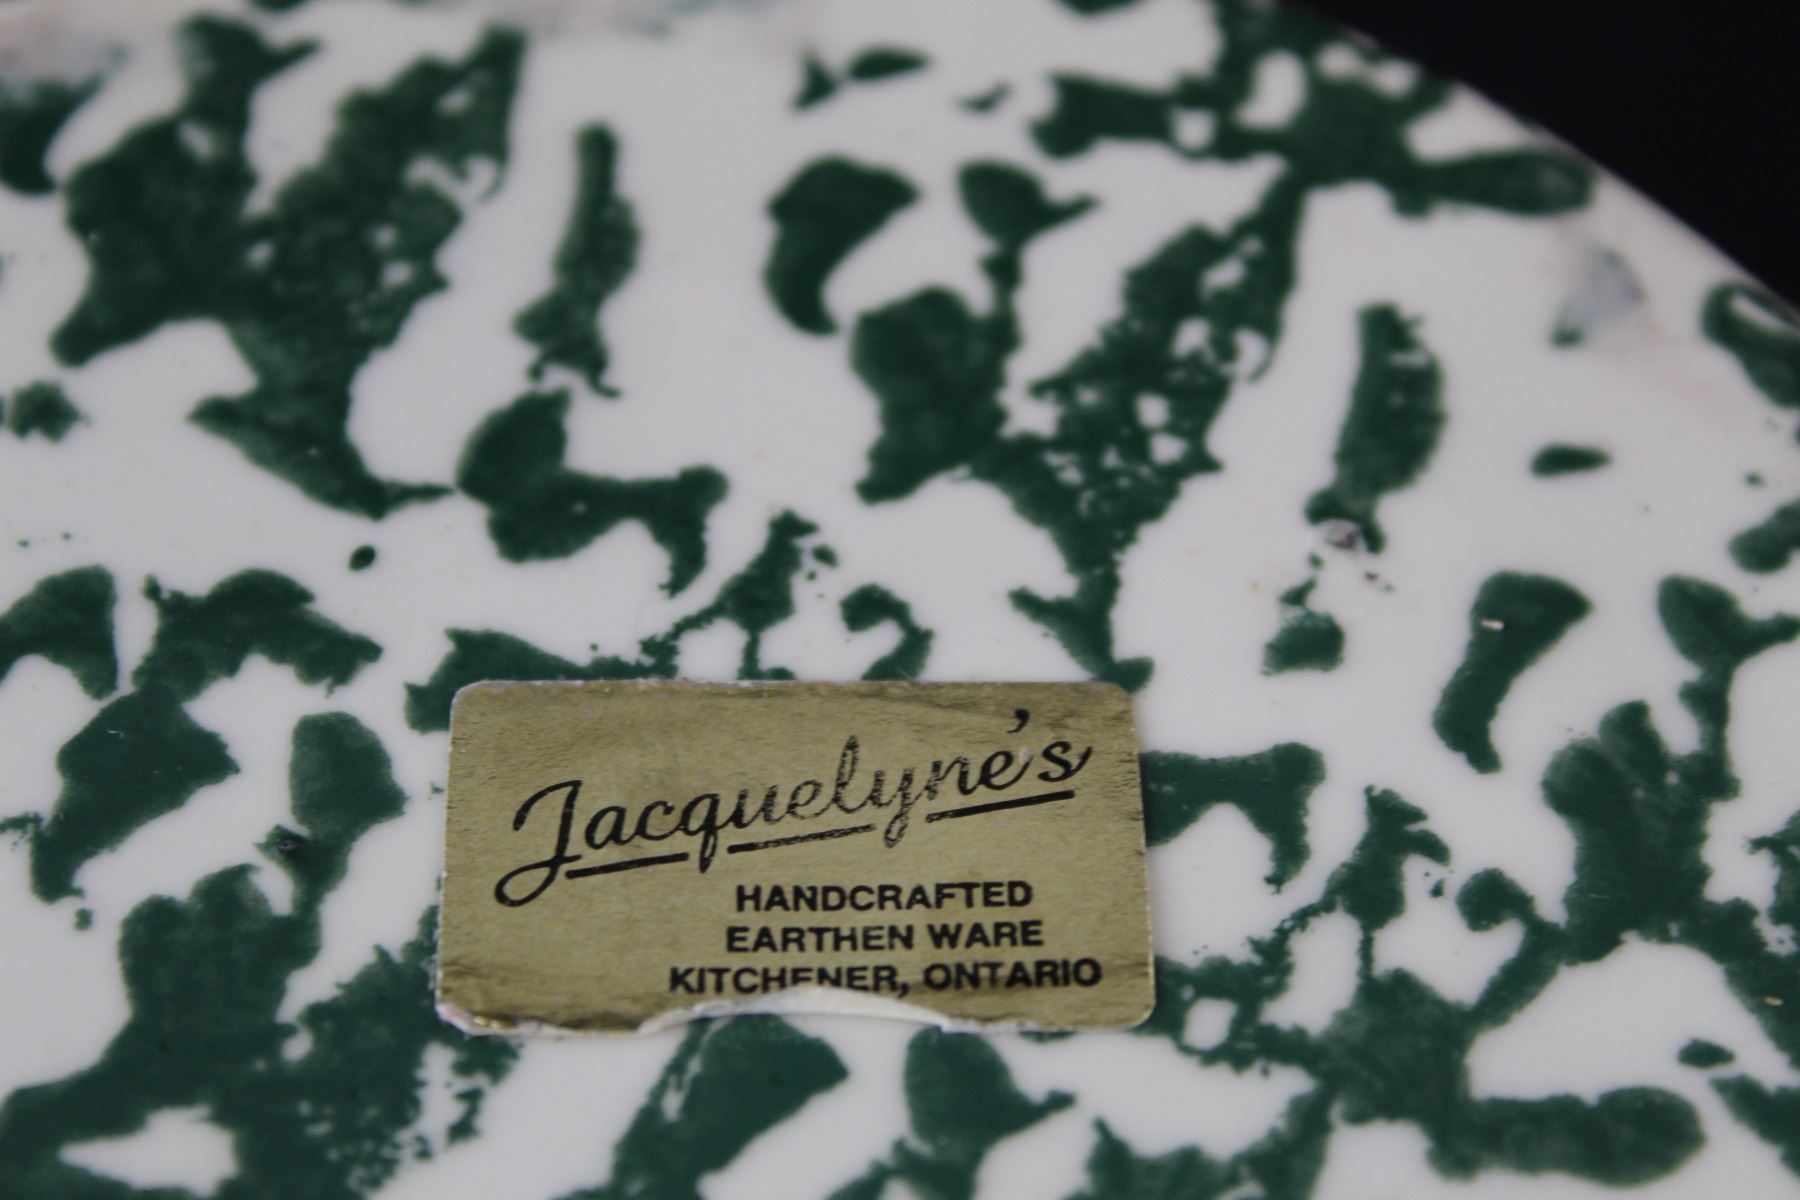 Jacquelyne's
HANDCRAFTED
EARTHEN WARE
KITCHENER, ONTARIO